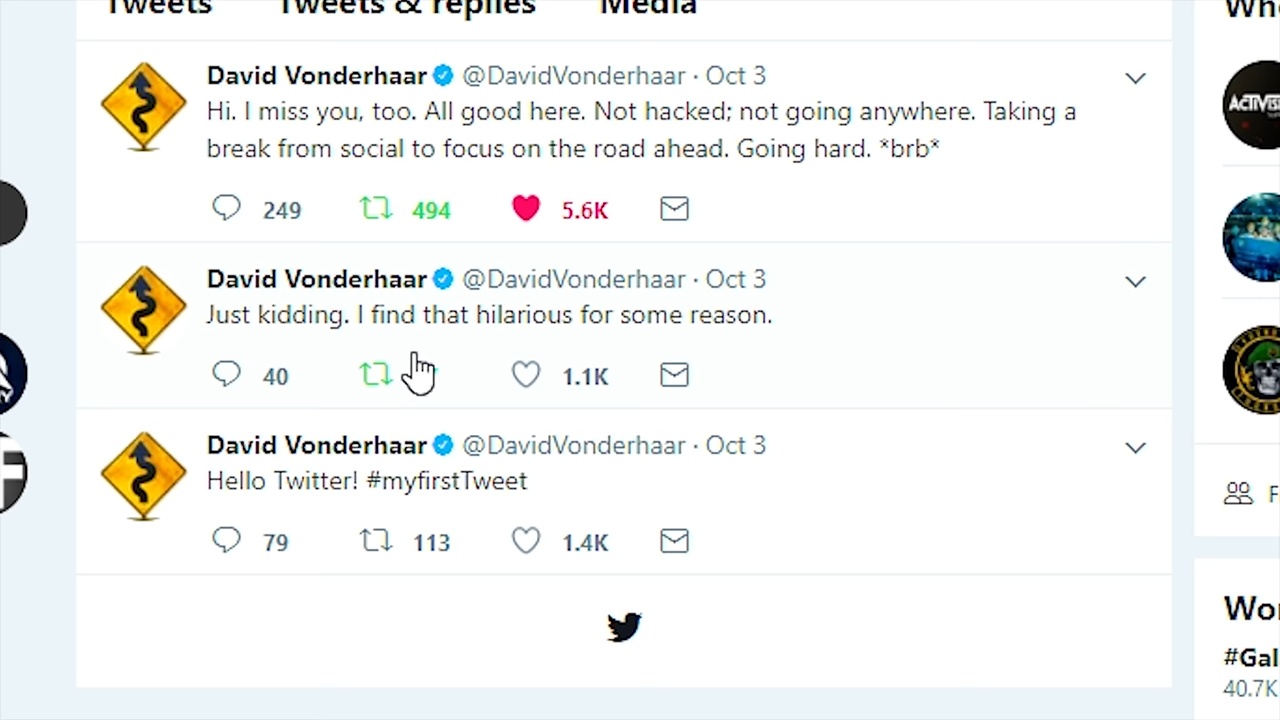 Tweets Tweets & replies Media
David Vonderhaar @DavidVonderhaar · Oct 3
Hi. I miss you, too. All good here. Not hacked; not going anywhere. Taking a
break from social to focus on the road ahead. Going hard. *brb*
249 494 5.6K
David Vonderhaar @DavidVonderhaar · Oct 3
Just kidding. I find that hilarious for some reason.
40 1.1K
David Vonderhaar @DavidVonderhaar · Oct 3
Hello Twitter! #myfirstTweet
79 113 1.4K